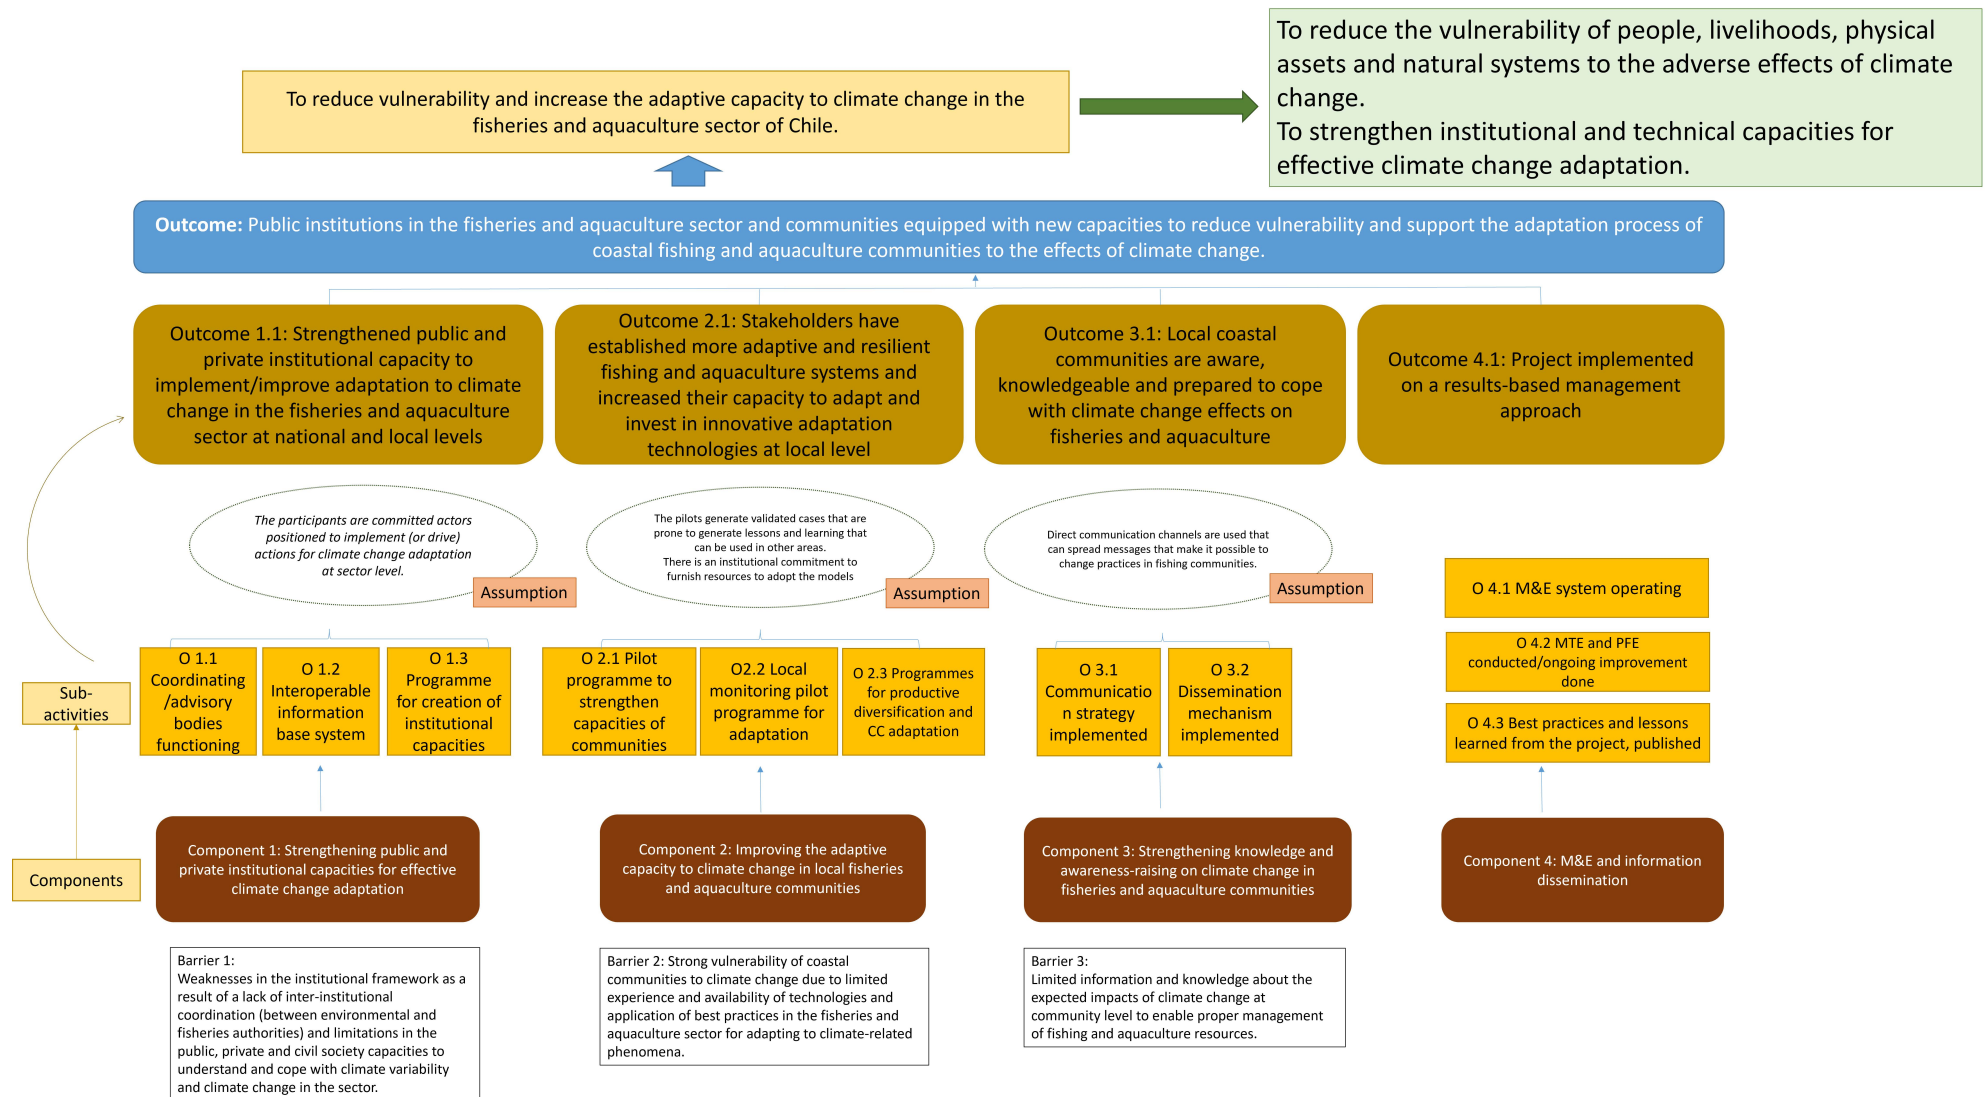 To reduce the vulnerability of people, livelihoods, physical
assets and natural systems to the adverse effects of climate
change.
To strengthen institutional and technical capacities for
effective climate change adaptation.
To reduce vulnerability and increase the adaptive capacity to climate change in the
fisheries and aquaculture sector of Chile.
Outcome: Public institutions in the fisheries and aquaculture sector and communities equipped with new capacities to reduce vulnerability and support the adaptation process of
coastal fishing and aquaculture communities to the effects of climate change.
Outcome 1.1: Strengthened public and
private institutional capacity to
implement/improve adaptation to climate
change in the fisheries and aquaculture
sector at national and local levels
Outcome 2.1: Stakeholders have
established more adaptive and resilient
fishing and aquaculture systems and
increased their capacity to adapt and
invest in innovative adaptation
technologies at local level
Outcome 3.1: Local coastal
communities are aware,
knowledgeable and prepared to cope
with climate change effects on
fisheries and aquaculture
Outcome 4.1: Project implemented
on a results-based management
approach
The participants are committed actors
positioned to implement (or drive)
actions for climate change adaptation
at sector level.
Assumption
The pilots generate validated cases that are
prone to generate lessons and learning that
can be used in other areas.
There is an institutional commitment to
furnish resources to adopt the models
Assumption
Direct communication channels are used that
can spread messages that make it possible to
change practices in fishing communities.
Assumption
Sub-
activities
O 1.1
Coordinating
/advisory
bodies
functioning
O 1.2
Interoperable
information
base system
O 1.3
Programme
for creation of
institutional
capacities
O 2.1 Pilot
programme to
strengthen
capacities of
communities
O2.2 Local
monitoring pilot
programme for
adaptation
O 2.3 Programmes
for productive
diversification and
CC adaptation
O 3.1
Communicatio
n strategy
implemented
O 3.2
Dissemination
mechanism
implemented
O 4.1 M&E system operating
O 4.2 MTE and PFE
conducted/ongoing improvement
done
O 4.3 Best practices and lessons
learned from the project, published
Components
Component 1: Strengthening public and
private institutional capacities for effective
climate change adaptation
Component 2: Improving the adaptive
capacity to climate change in local fisheries
and aquaculture communities
Component 3: Strengthening knowledge and
awareness-raising on climate change in
fisheries and aquaculture communities
Component 4: M&E and information
dissemination
Barrier 1:
Weaknesses in the institutional framework as a
result of a lack of inter-institutional
coordination (between environmental and
fisheries authorities) and limitations in the
public, private and civil society capacities to
understand and cope with climate variability
and climate change in the sector.
Barrier 2: Strong vulnerability of coastal
communities to climate change due to limited
experience and availability of technologies and
application of best practices in the fisheries and
aquaculture sector for adapting to climate-related
phenomena.
Barrier 3:
Limited information and knowledge about the
expected impacts of climate change at
community level to enable proper management
of fishing and aquaculture resources.